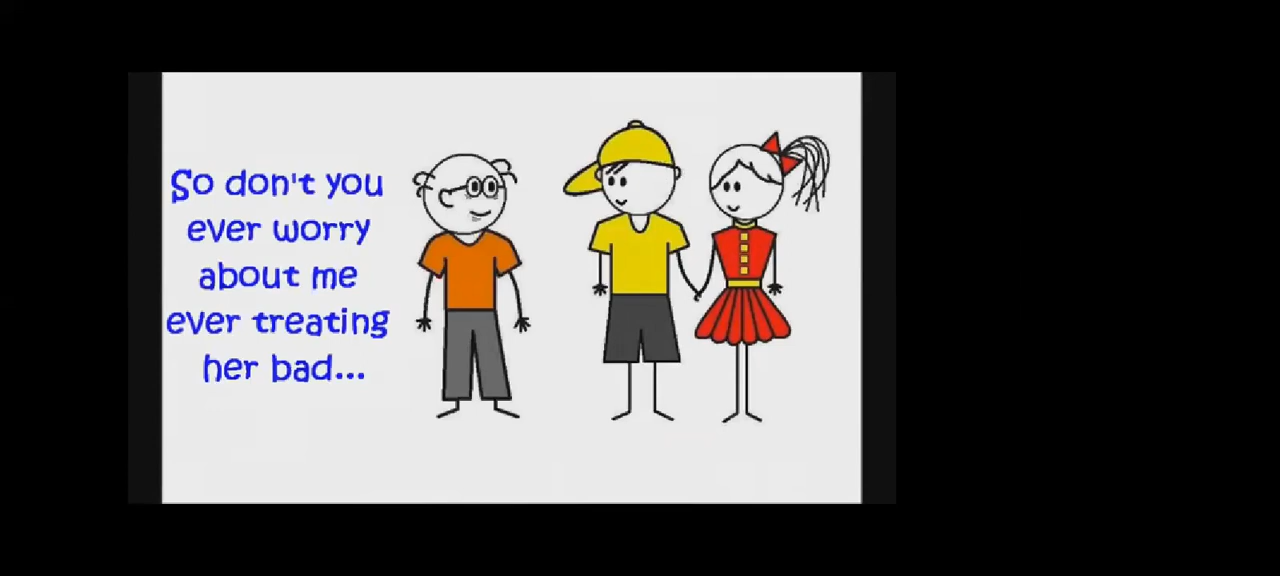 So don't you
ever worry
about me
ever treating
her bad...